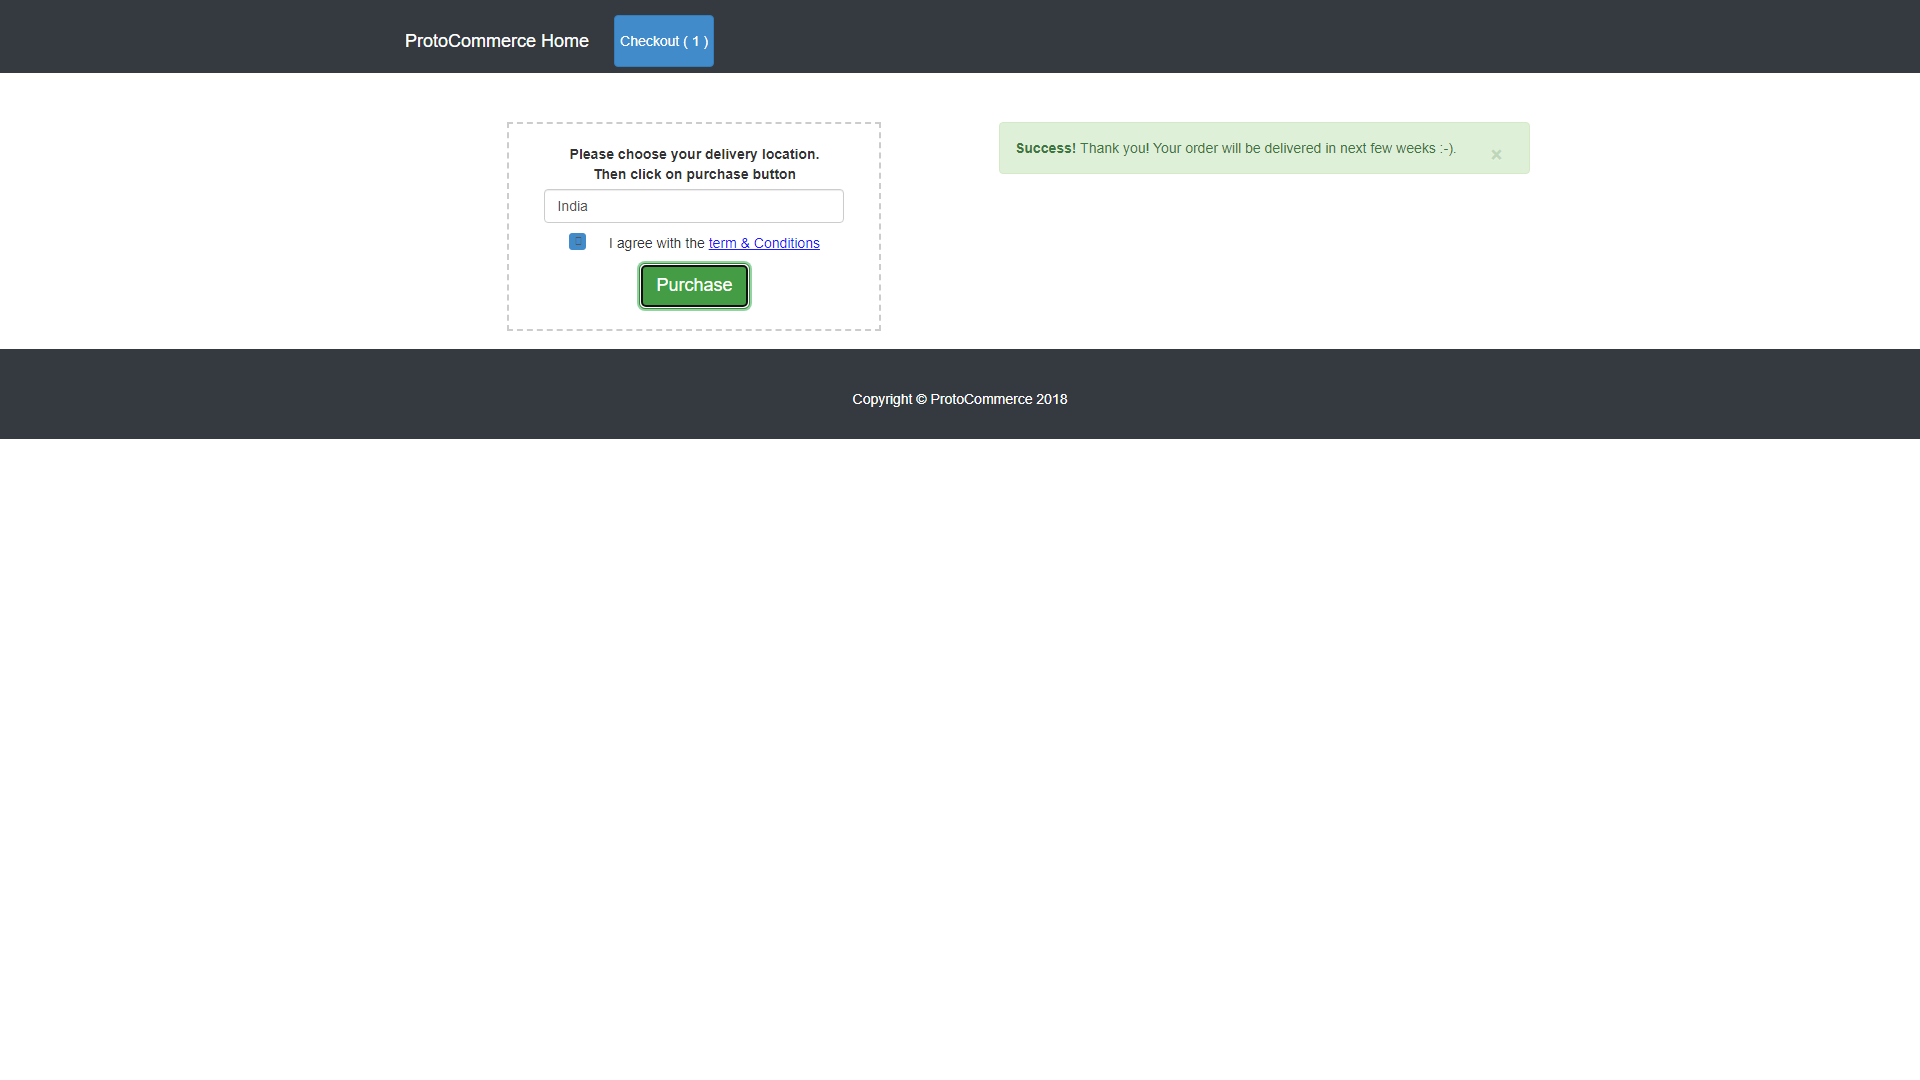 ProtoCommerce Home
Checkout ( 1 )
Please choose your delivery location.
Then click on purchase button
India
I agree with the term & Conditions
Purchase
Success! Thank you! Your order will be delivered in next few weeks :-).
×
Copyright © ProtoCommerce 2018